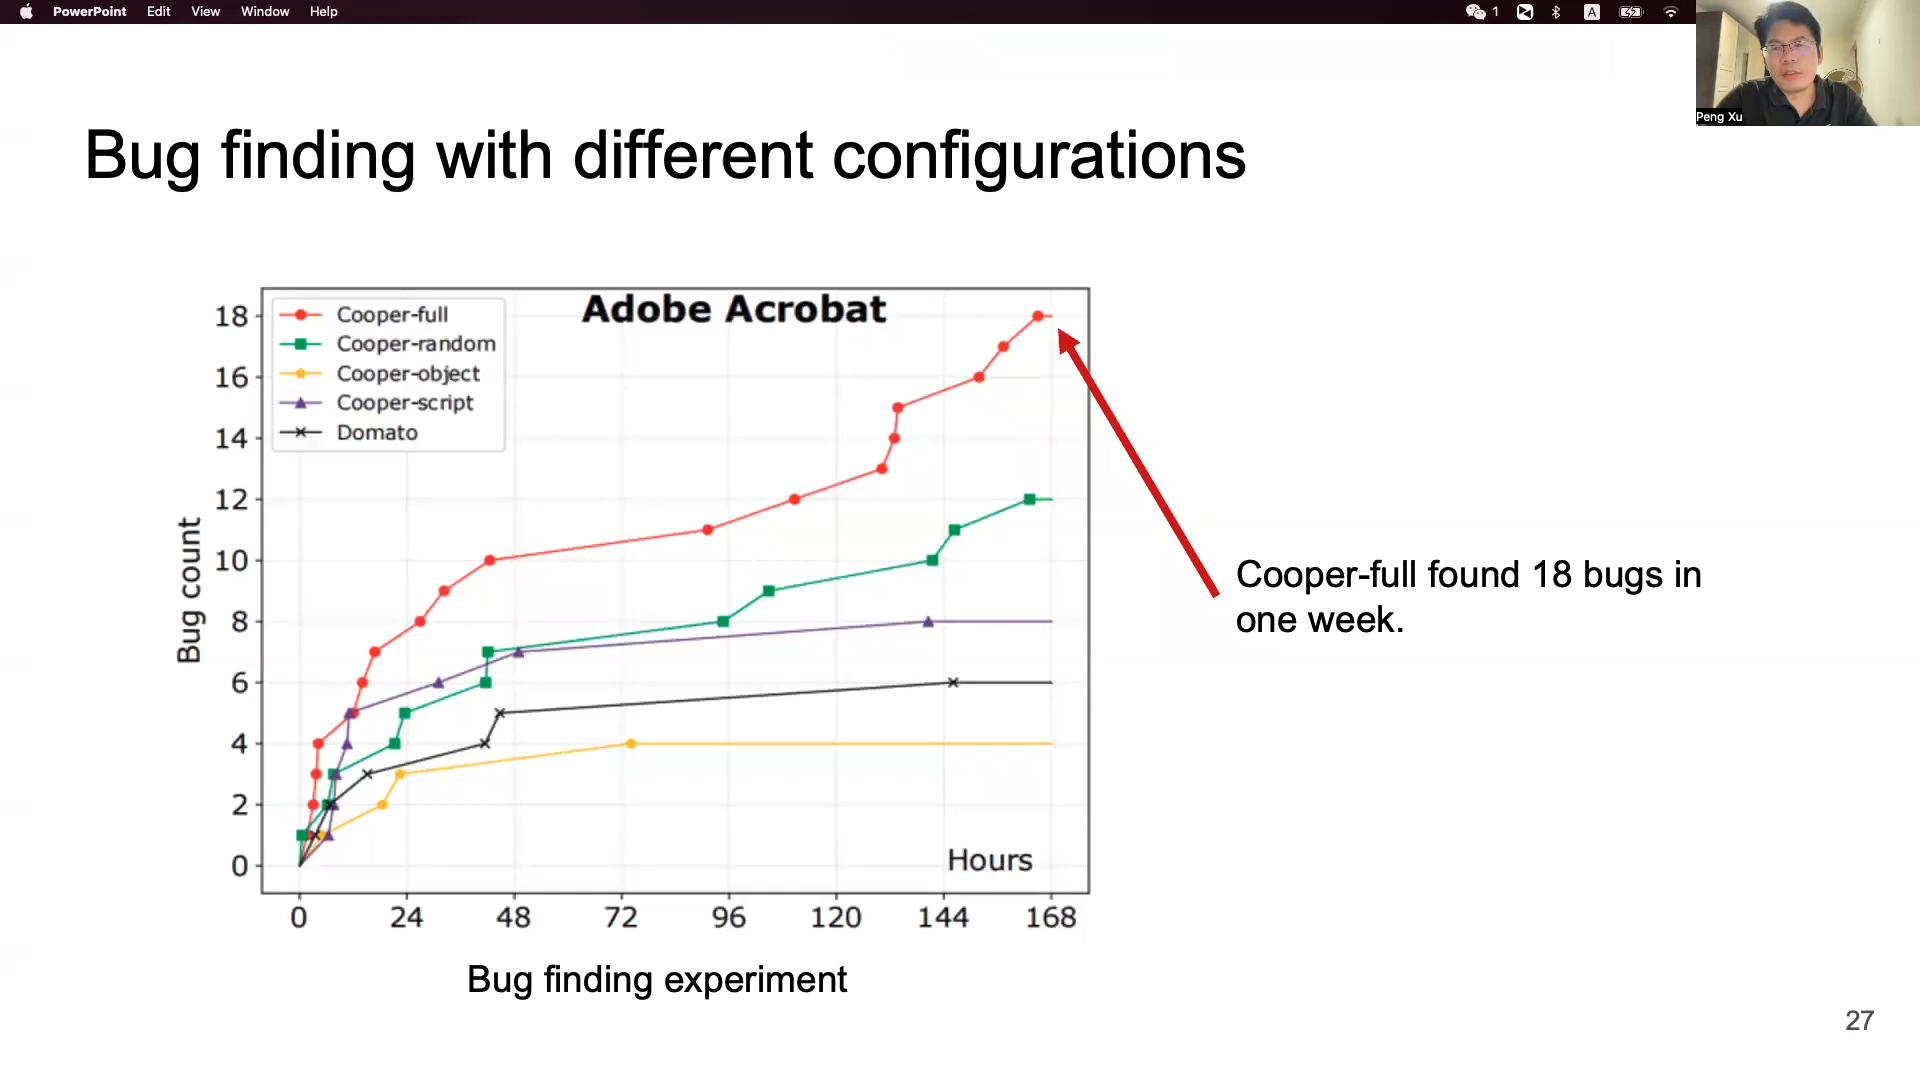 PowerPoint Edit View Window Help
1 A
Peng Xu
Bug finding with different configurations
Adobe Acrobat
Cooper-full
Cooper-random
Cooper-object
Cooper-script
Domato
18
16
14
12
10
8
6
4
2
0
Bug count
Hours
0 24 48 72 96 120 144 168
Bug finding experiment
Cooper-full found 18 bugs in
one week.
27